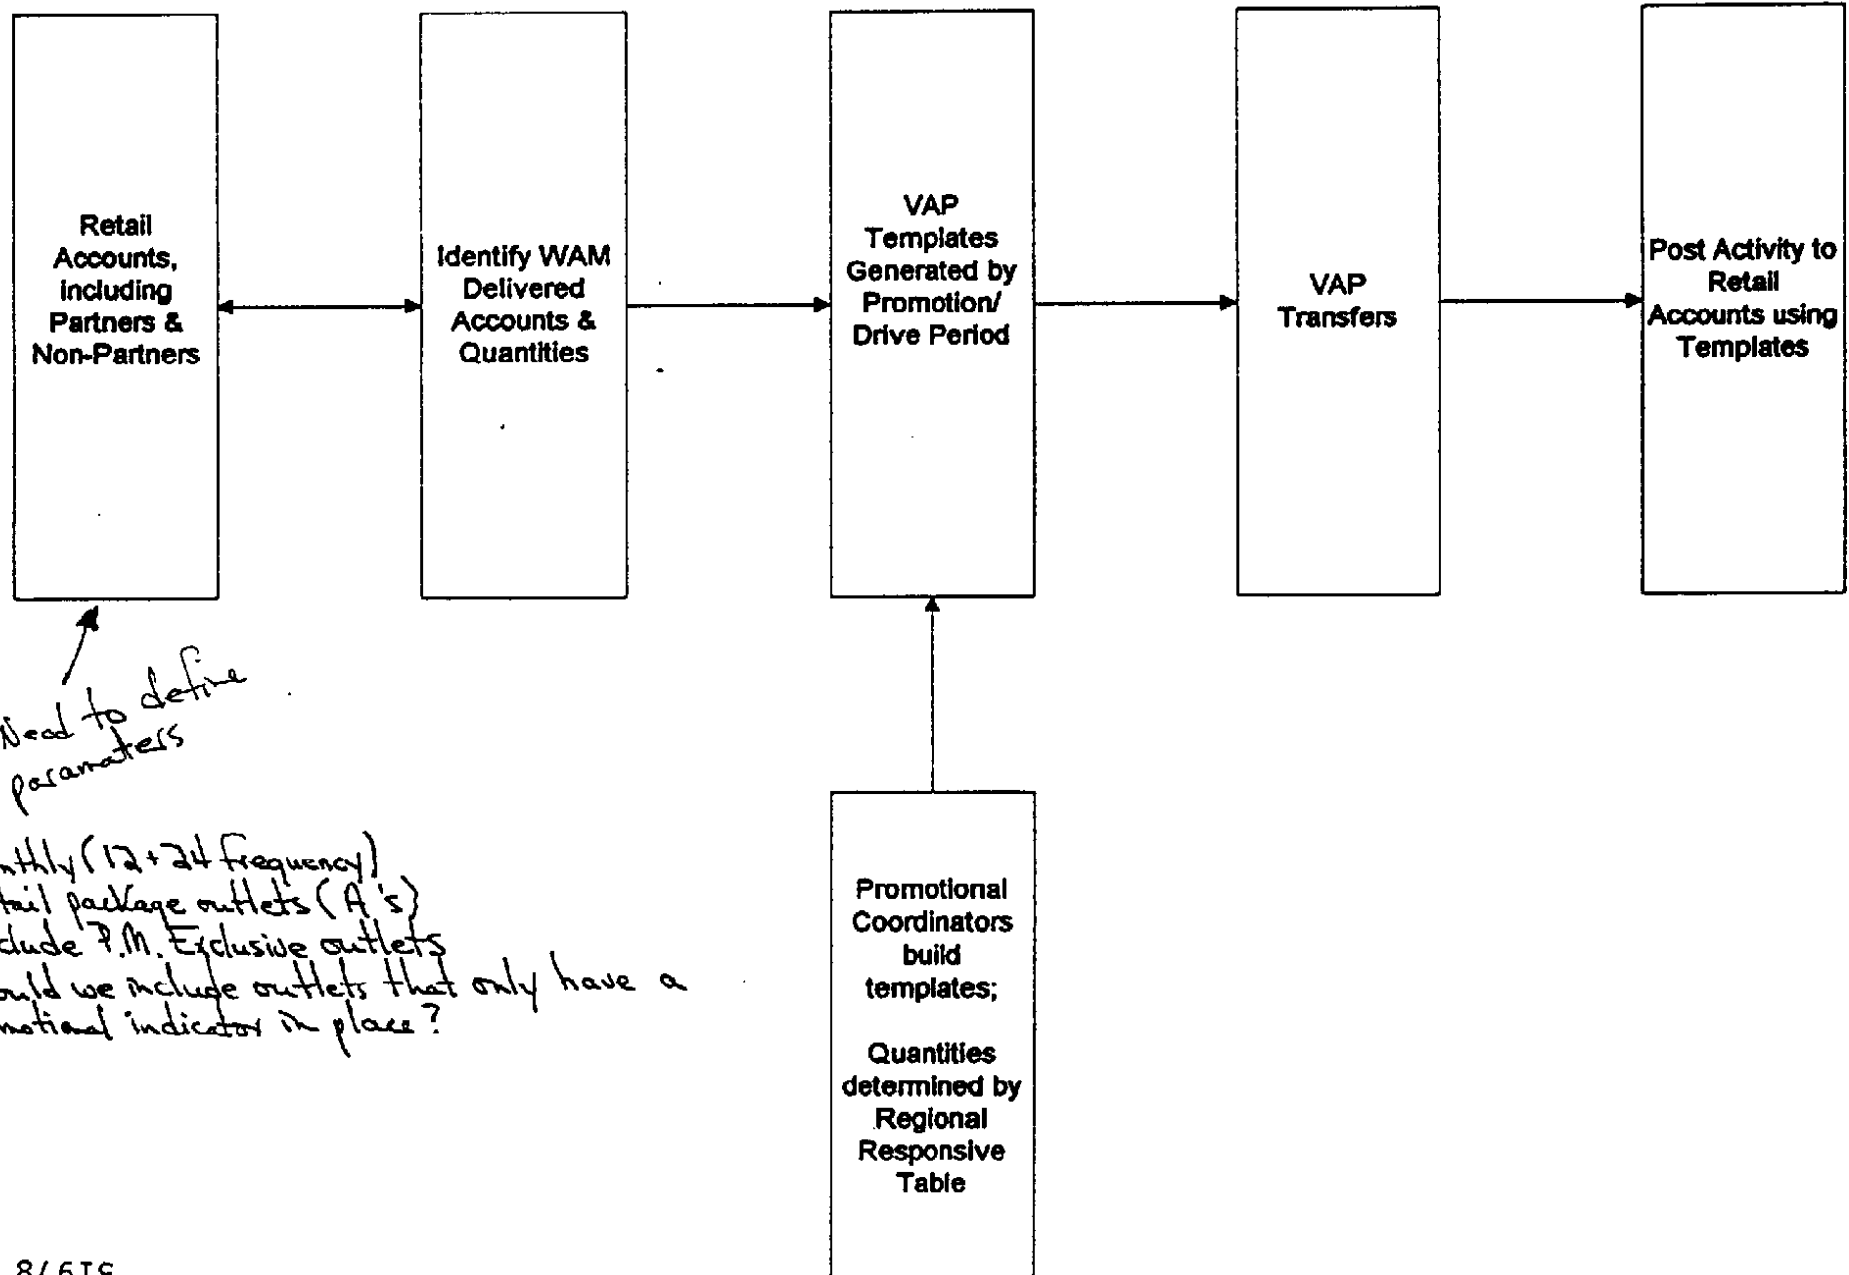 Retail
Accounts,
including
Partners &
Non-Partners
Identify WAM
Delivered
Accounts &
Quantities
VAP
Templates
Generated by
Promotion/
Drive Period
VAP
Transfers
Post Activity to
Retail
Accounts using
Templates
Need to define
paramaters
nthly (12+24 frequency)
tail package outlets (A's)
clude P.M. Exclusive outlets
ould we include outlets that only have a
motional indicator in place?
Promotional
Coordinators
build
templates;
Quantities
determined by
Regional
Responsive
Table